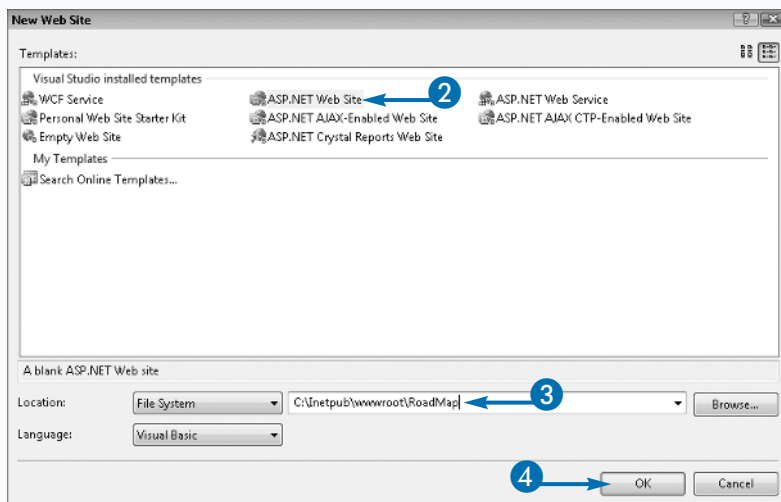 New Web Site
Templates:
Visual Studio installed templates
WCF Service
ASP.NET Web Site
2
ASP.NET Web Service
Personal Web Site Starter Kit
ASP.NET AJAX-Enabled Web Site
ASP.NET AJAX CTP-Enabled Web Site
Empty Web Site
ASP.NET Crystal Reports Web Site
My Templates
Search Online Templates...
A blank ASP.NET Web site
Location:
File System
C:\Inetpub\wwwroot\RoadMap
3
Browse...
Language:
Visual Basic
4
OK
Cancel